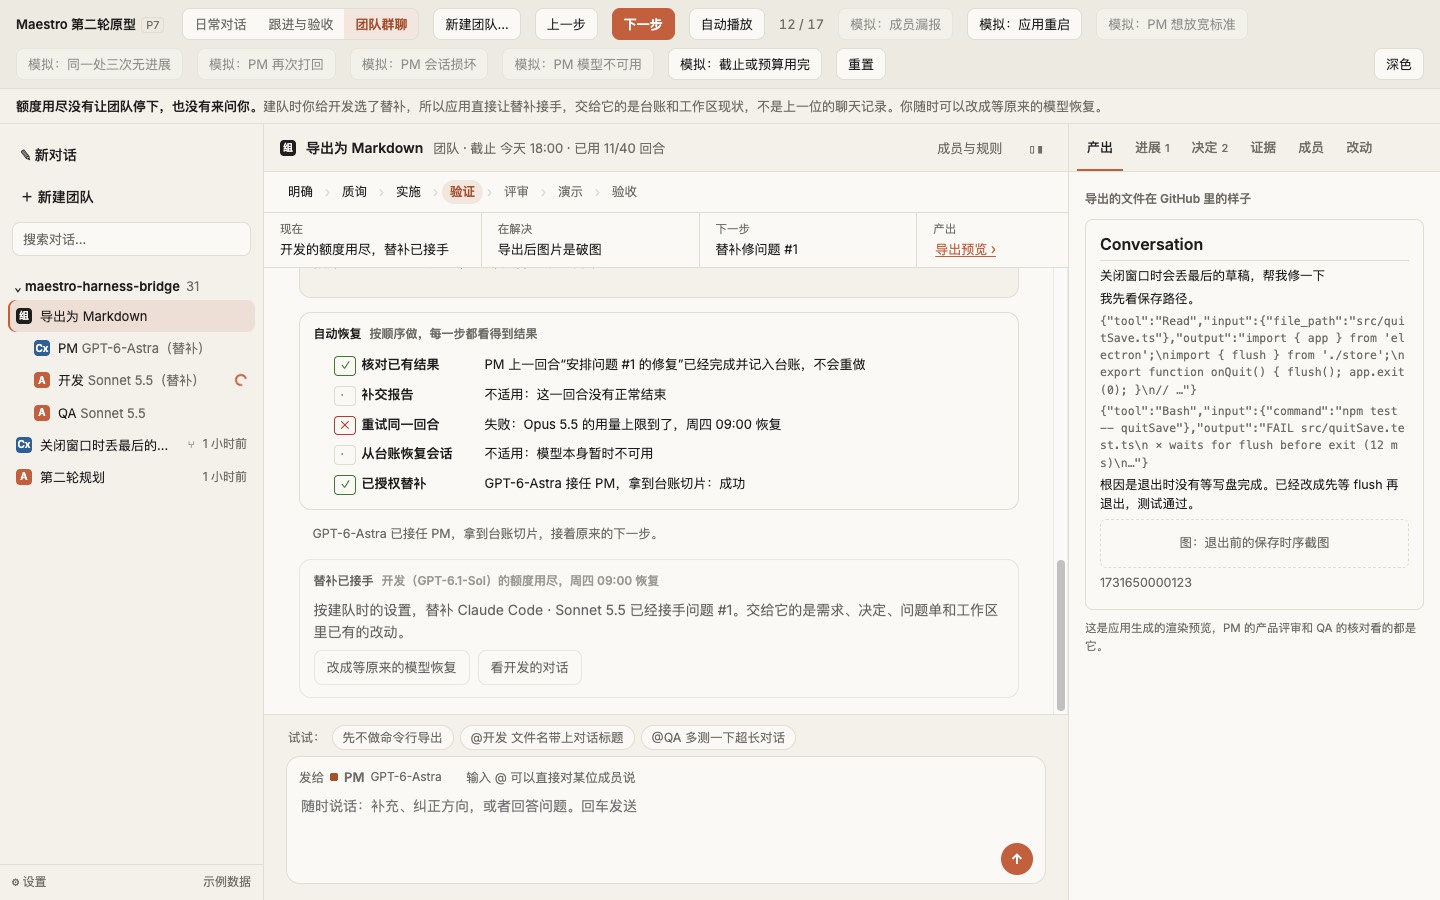 Maestro 第二轮原型 P7 日常对话 跟进与验收 团队群聊 新建团队... 上一步 下一步 自动播放 12 / 17 模拟：成员漏报 模拟：应用重启 模拟：PM 想放宽标准
模拟：同一处三次无进展 模拟：PM 再次打回 模拟：PM 会话损坏 模拟：PM 模型不可用 模拟：截止或预算用完 重置 深色
额度用尽没有让团队停下，也没有来问你。建队时你给开发选了替补，所以应用直接让替补接手，交给它的是台账和工作区现状，不是上一位的聊天记录。你随时可以改成等原来的模型恢复。
✎ 新对话
+ 新建团队
搜索对话...
maestro-harness-bridge 31
组 导出为 Markdown
Cx PM GPT-6-Astra（替补）
A 开发 Sonnet 5.5（替补）
A QA Sonnet 5.5
Cx 关闭窗口时丢最后的... 1 小时前
A 第二轮规划 1 小时前
设置 示例数据
组 导出为 Markdown 团队 · 截止 今天 18:00 · 已用 11/40 回合 成员与规则
明确 › 质询 › 实施 › 验证 › 评审 › 演示 › 验收
现在
开发的额度用尽，替补已接手
在解决
导出后图片是破图
下一步
替补修问题 #1
产出
导出预览 ›
自动恢复 按顺序做，每一步都看得到结果
✓ 核对已有结果 PM 上一回合“安排问题 #1 的修复”已经完成并记入台账，不会重做
· 补交报告 不适用：这一回合没有正常结束
✕ 重试同一回合 失败：Opus 5.5 的用量上限到了，周四 09:00 恢复
· 从台账恢复会话 不适用：模型本身暂时不可用
✓ 已授权替补 GPT-6-Astra 接任 PM，拿到台账切片：成功
GPT-6-Astra 已接任 PM，拿到台账切片，接着原来的下一步。
替补已接手 开发（GPT-6.1-Sol）的额度用尽，周四 09:00 恢复
按建队时的设置，替补 Claude Code · Sonnet 5.5 已经接手问题 #1。交给它的是需求、决定、问题单和工作区
里已有的改动。
改成等原来的模型恢复 看开发的对话
试试： 先不做命令行导出 @开发 文件名带上对话标题 @QA 多测一下超长对话
发给 PM GPT-6-Astra 输入 @ 可以直接对某位成员说
随时说话：补充、纠正方向，或者回答问题。回车发送
产出 进展 1 决定 2 证据 成员 改动
导出的文件在 GitHub 里的样子
Conversation
关闭窗口时会丢最后的草稿，帮我修一下
我先看保存路径。
{"tool":"Read","input":{"file_path":"src/qui
tSave.ts"},"output":"import { app } from 'el
ectron';\nimport { flush } from './store';\n
export function onQuit() { flush(); app.exit
(0); }\n// …"}
{"tool":"Bash","input":{"command":"npm test
-- quitSave"},"output":"FAIL src/quitSave.te
st.ts\n × waits for flush before exit (12 m
s)\n…"}
根因是退出时没有等写盘完成。已经改成先等 flush 再
退出，测试通过。
图：退出前的保存时序截图
1731650000123
这是应用生成的渲染预览，PM 的产品评审和 QA 的核对看的都是
它。